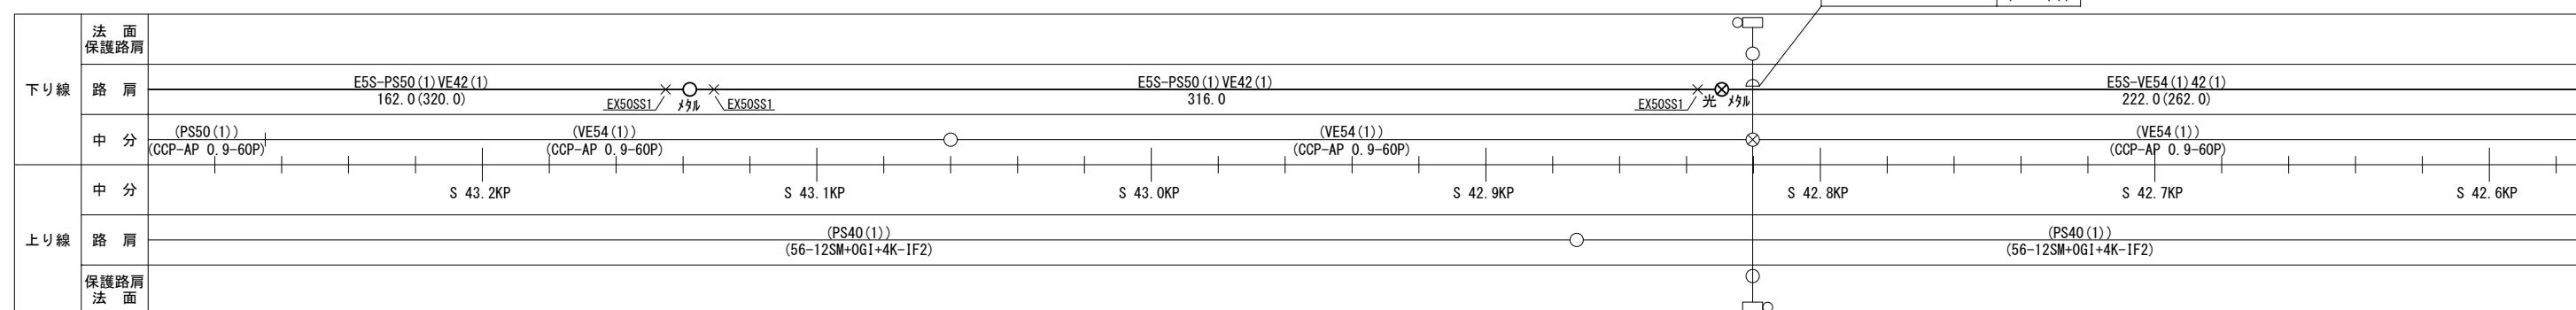 法 面
保護路肩
下り線
路 肩
E5S-PS50(1)VE42(1)
162.0(320.0)
EX50SS1
メタル
EX50SS1
E5S-PS50(1)VE42(1)
316.0
EX50SS1
光 メタル
E5S-VE54(1)42(1)
222.0(262.0)
中 分
(PS50(1))
(CCP-AP 0.9-60P)
(VE54(1))
(CCP-AP 0.9-60P)
(VE54(1))
(CCP-AP 0.9-60P)
(VE54(1))
(CCP-AP 0.9-60P)
上り線
中 分
S 43.2KP
S 43.1KP
S 43.0KP
S 42.9KP
S 42.8KP
S 42.7KP
S 42.6KP
路 肩
(PS40(1))
(56-12SM+OGI+4K-IF2)
(PS40(1))
(56-12SM+OGI+4K-IF2)
保護路肩
法 面